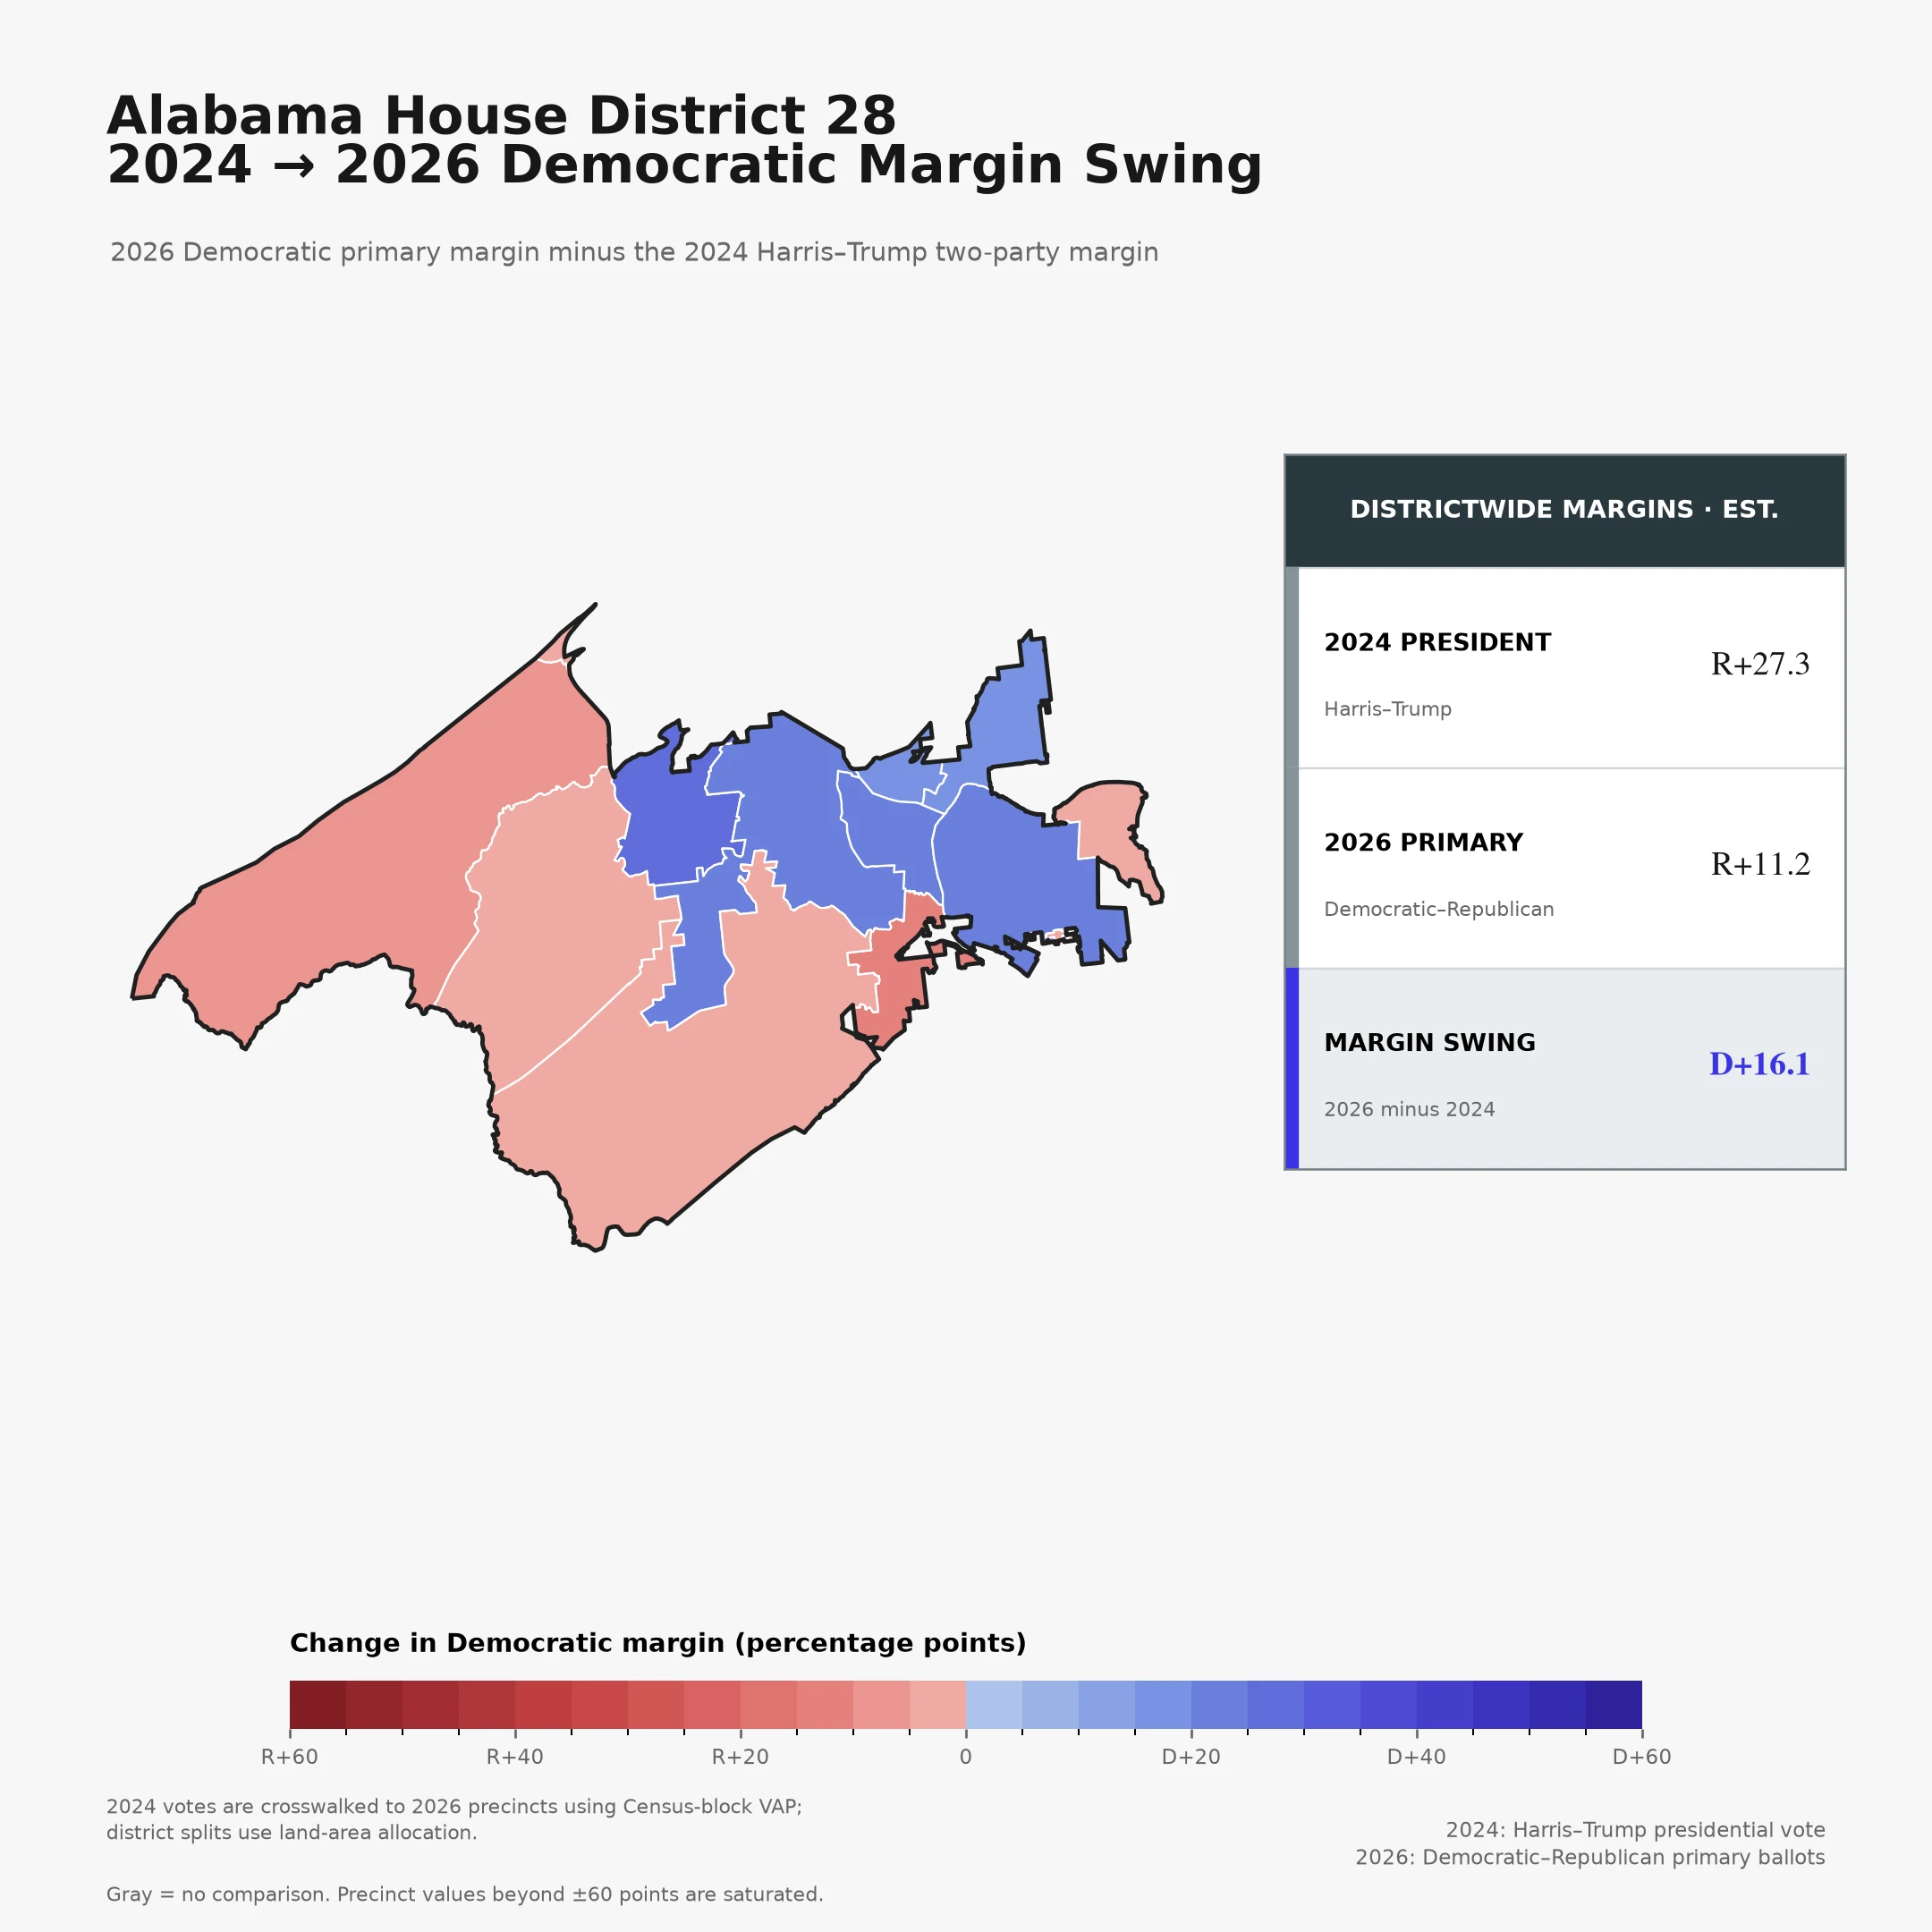 Alabama House District 28
2024 → 2026 Democratic Margin Swing
2026 Democratic primary margin minus the 2024 Harris–Trump two-party margin
DISTRICTWIDE MARGINS · EST.
2024 PRESIDENT
R+27.3
Harris–Trump
2026 PRIMARY
R+11.2
Democratic–Republican
MARGIN SWING
D+16.1
2026 minus 2024
Change in Democratic margin (percentage points)
R+60 R+40 R+20 0 D+20 D+40 D+60
2024 votes are crosswalked to 2026 precincts using Census-block VAP;
district splits use land-area allocation.
2024: Harris–Trump presidential vote
2026: Democratic–Republican primary ballots
Gray = no comparison. Precinct values beyond ±60 points are saturated.